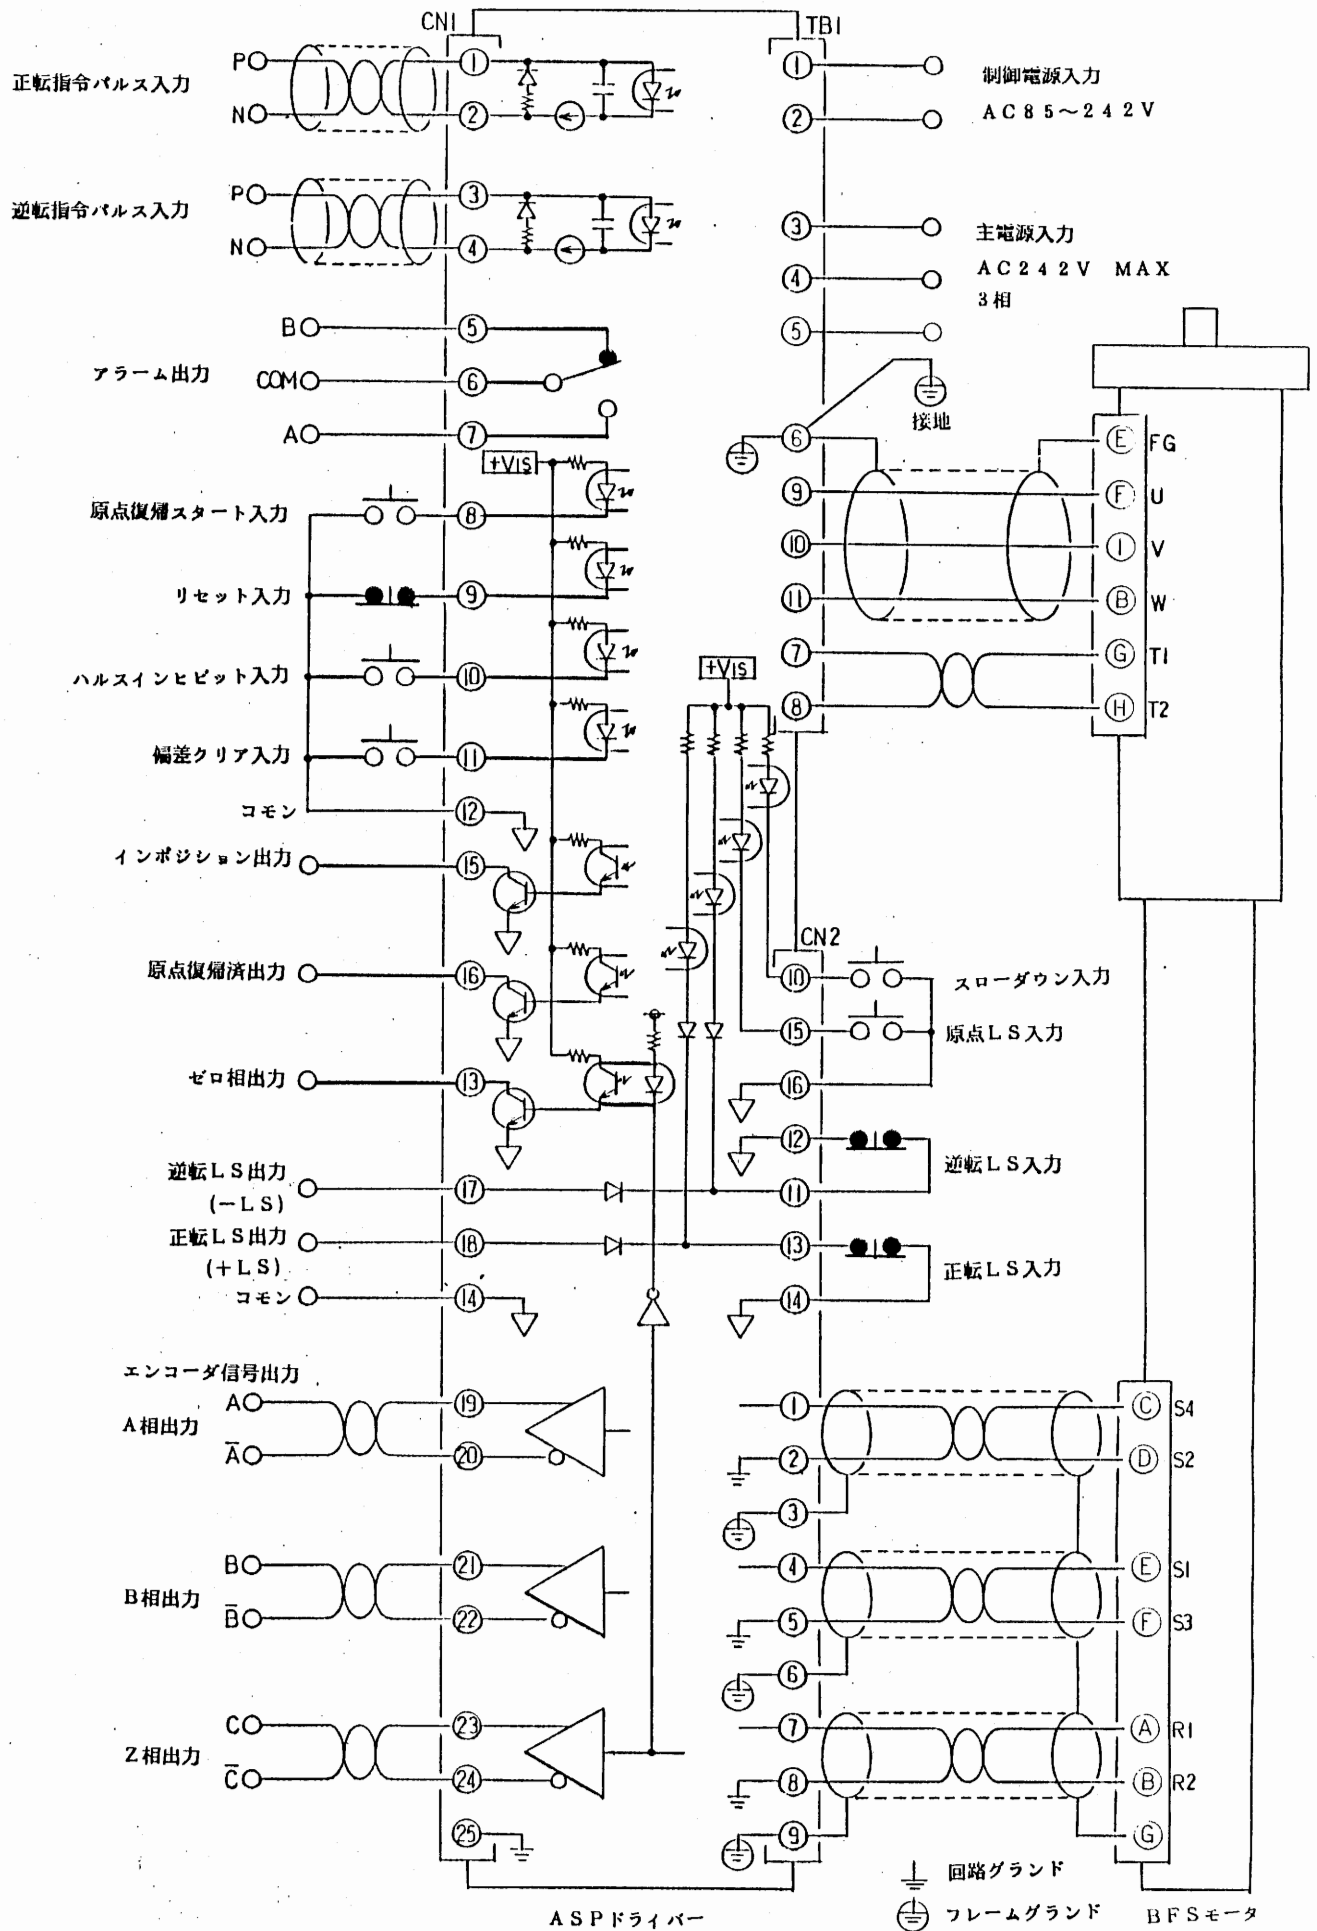 CN1
TB1
正転指令パルス入力
P
N
①
②
逆転指令パルス入力
P
N
③
④
アラーム出力
B
COM
A
⑤
⑥
⑦
+VIS
原点復帰スタート入力
⑧
リセット入力
⑨
ハルスインヒビット入力
⑩
偏差クリア入力
⑪
コモン
⑫
インポジション出力
⑮
原点復帰済出力
⑯
ゼロ相出力
⑬
逆転LS出力
(-LS)
⑰
正転LS出力
(+LS)
⑱
コモン
⑭
エンコーダ信号出力
A相出力
A
A̅
⑲
⑳
B相出力
B
B̅
㉑
㉒
Z相出力
C
C̅
㉓
㉔
㉕
①
②
制御電源入力
AC85~242V
③
④
⑤
主電源入力
AC242V MAX
3相
⑥
接地
⑨
⑩
⑪
⑦
⑧
Ⓔ FG
Ⓕ U
Ⓘ V
Ⓑ W
Ⓖ T1
Ⓗ T2
+VIS
CN2
⑩
スローダウン入力
⑮
原点LS入力
⑯
⑫
逆転LS入力
⑪
⑬
正転LS入力
⑭
①
Ⓒ S4
②
Ⓓ S2
③
④
Ⓔ S1
⑤
Ⓕ S3
⑥
⑦
Ⓐ R1
⑧
Ⓑ R2
⑨
Ⓖ
回路グランド
フレームグランド
ASPドライバー
BFSモータ